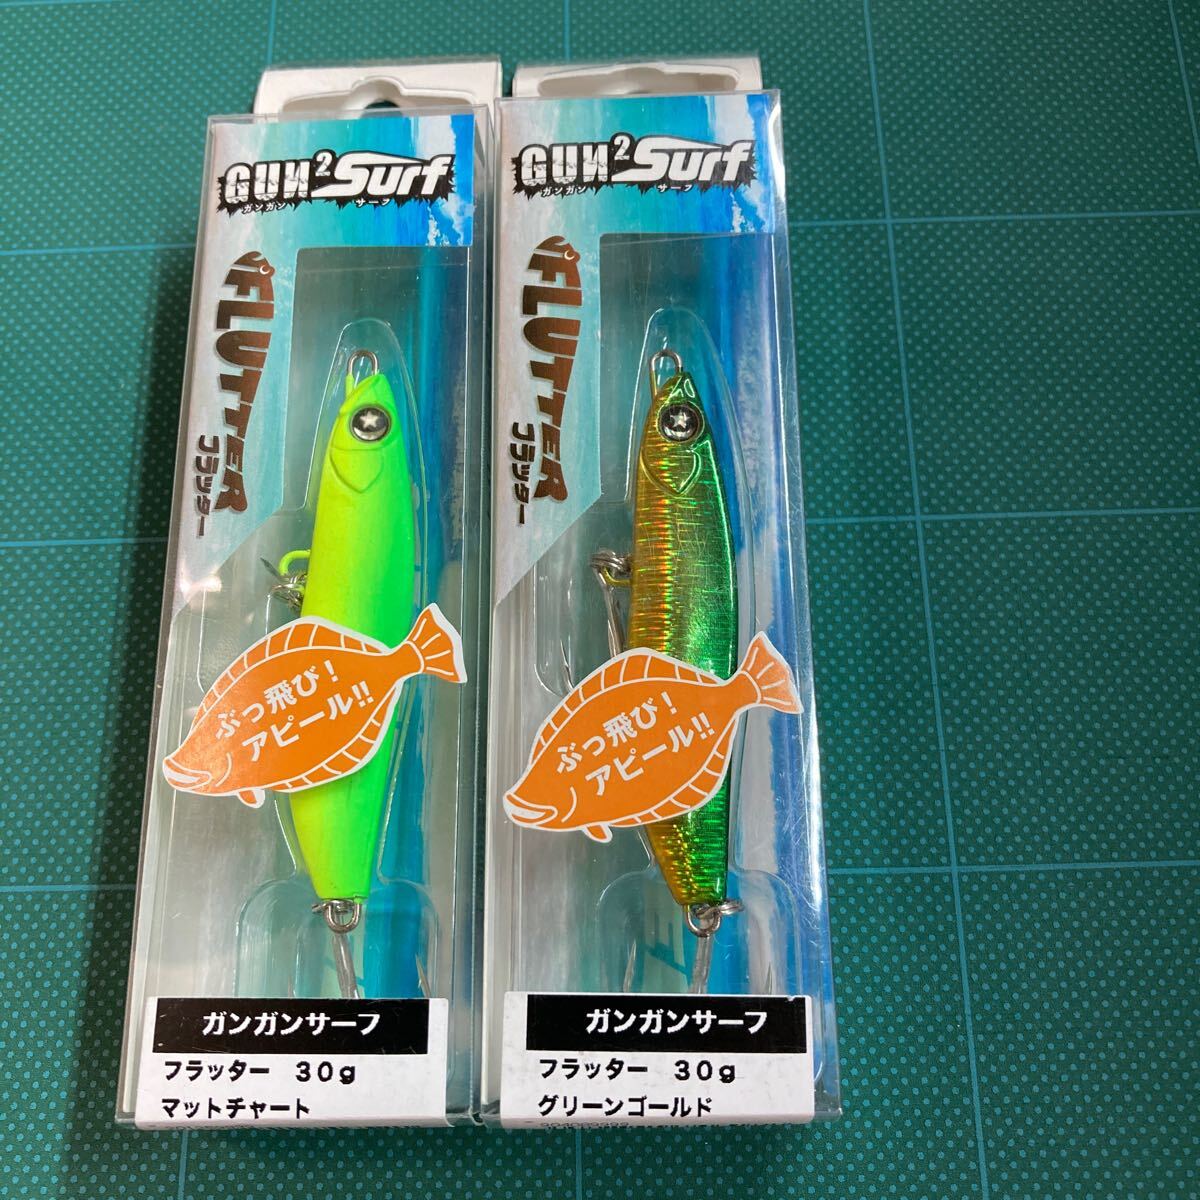 GUN² Surf
ガンガン サーフ
FLUTTER
フラッター
ぶっ飛び!
アピール!!
ガンガンサーフ
フラッター 30g
マットチャート
GUN² Surf
ガンガン サーフ
FLUTTER
フラッター
ぶっ飛び!
アピール!!
ガンガンサーフ
フラッター 30g
グリーンゴールド